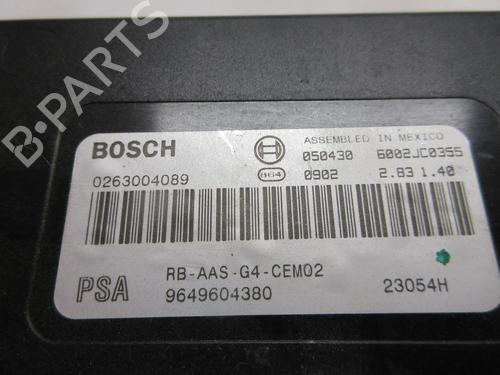 B-PARTS
BOSCH
ASSEMBLED IN MEXICO
050430 6002JC0355
0263004089
864
0902 2.83 1.40
RB-AAS-G4-CEM02
PSA
9649604380
23054H